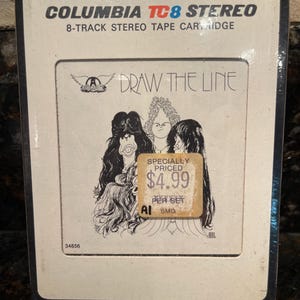 COLUMBIA TC8 STEREO
8-TRACK STEREO TAPE CARTRIDGE
A DRAW THE LINE
SPECIALLY
PRICED
$4.99
PER SET
A1 SMG
34856